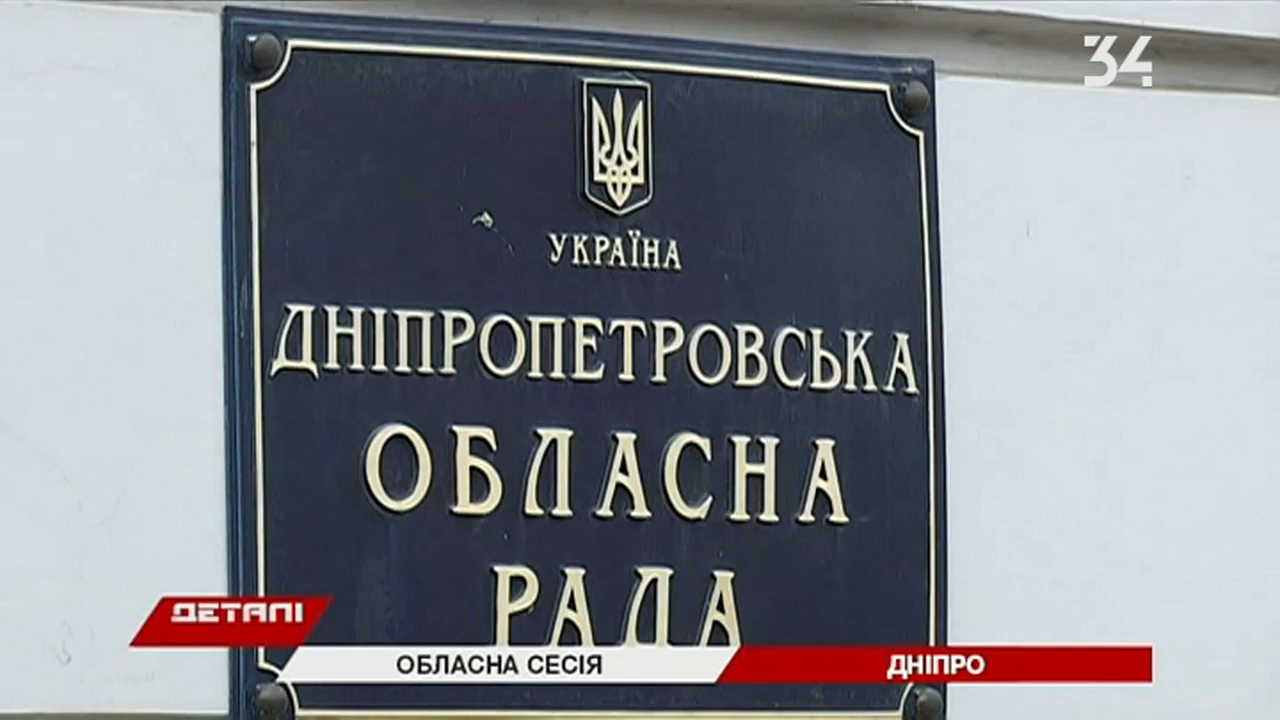 34
УКРАЇНА
ДНІПРОПЕТРОВСЬКА
ОБЛАСНА
РАДА
ДЕТАЛІ
ОБЛАСНА СЕСІЯ
ДНІПРО